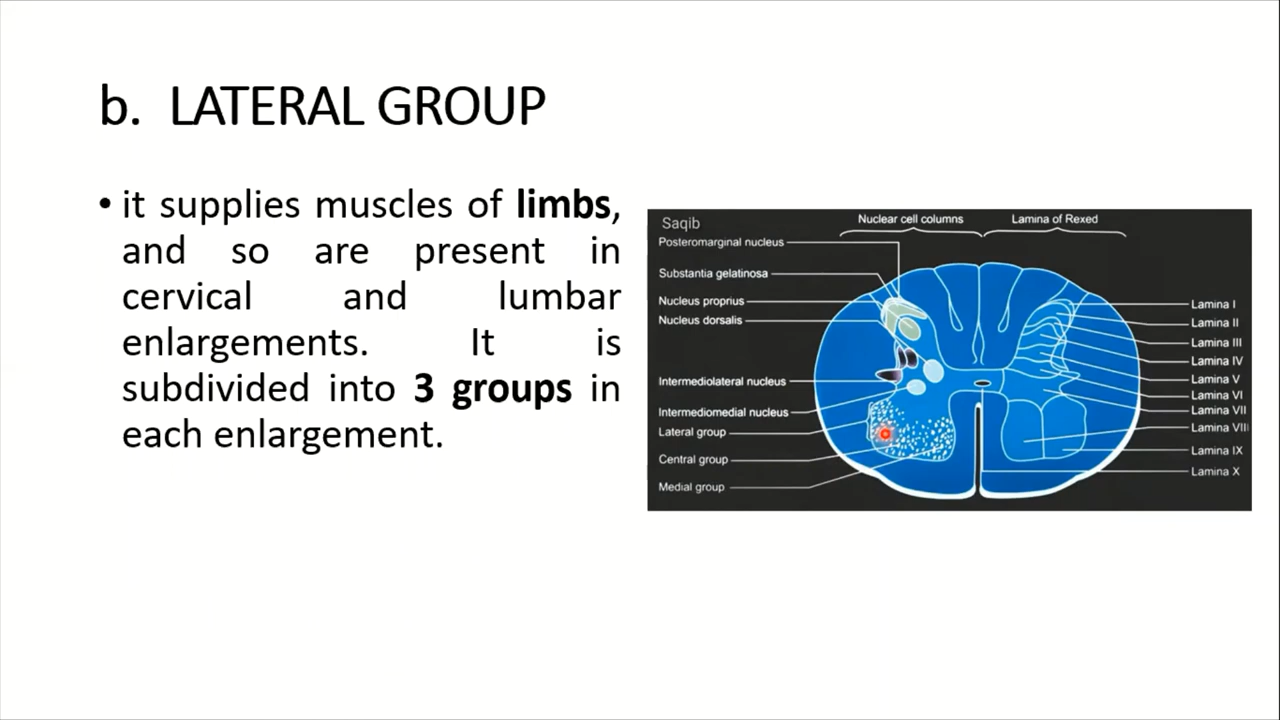 b. LATERAL GROUP
• it supplies muscles of limbs,
and so are present in
cervical and lumbar
enlargements. It is
subdivided into 3 groups in
each enlargement.
Saqib
Nuclear cell columns
Lamina of Rexed
Posteromarginal nucleus
Substantia gelatinosa
Nucleus proprius
Nucleus dorsalis
Intermediolateral nucleus
Intermediomedial nucleus
Lateral group
Central group
Medial group
Lamina I
Lamina II
Lamina III
Lamina IV
Lamina V
Lamina VI
Lamina VII
Lamina VIII
Lamina IX
Lamina X